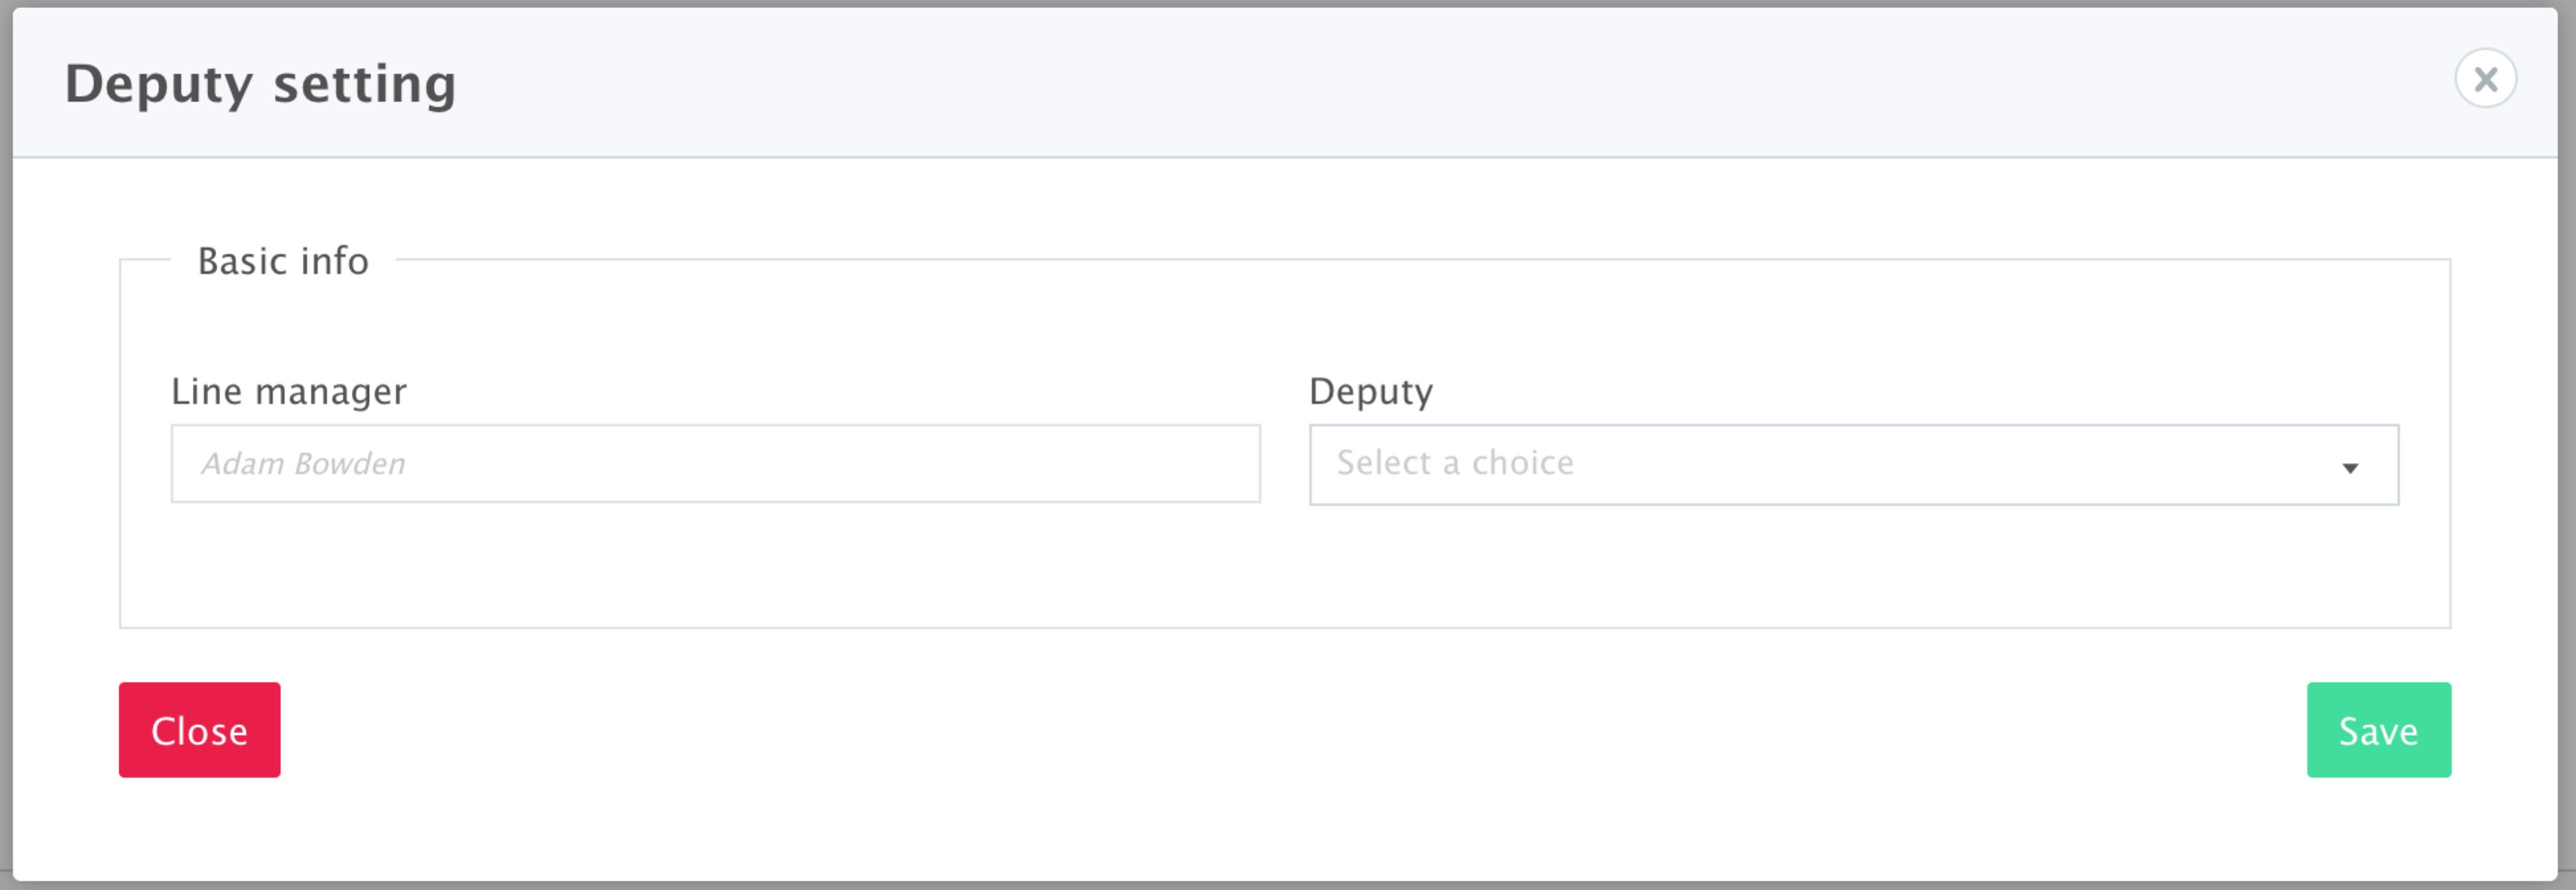 Deputy setting
Basic info
Line manager
Deputy
Adam Bowden
Select a choice
Close
Save